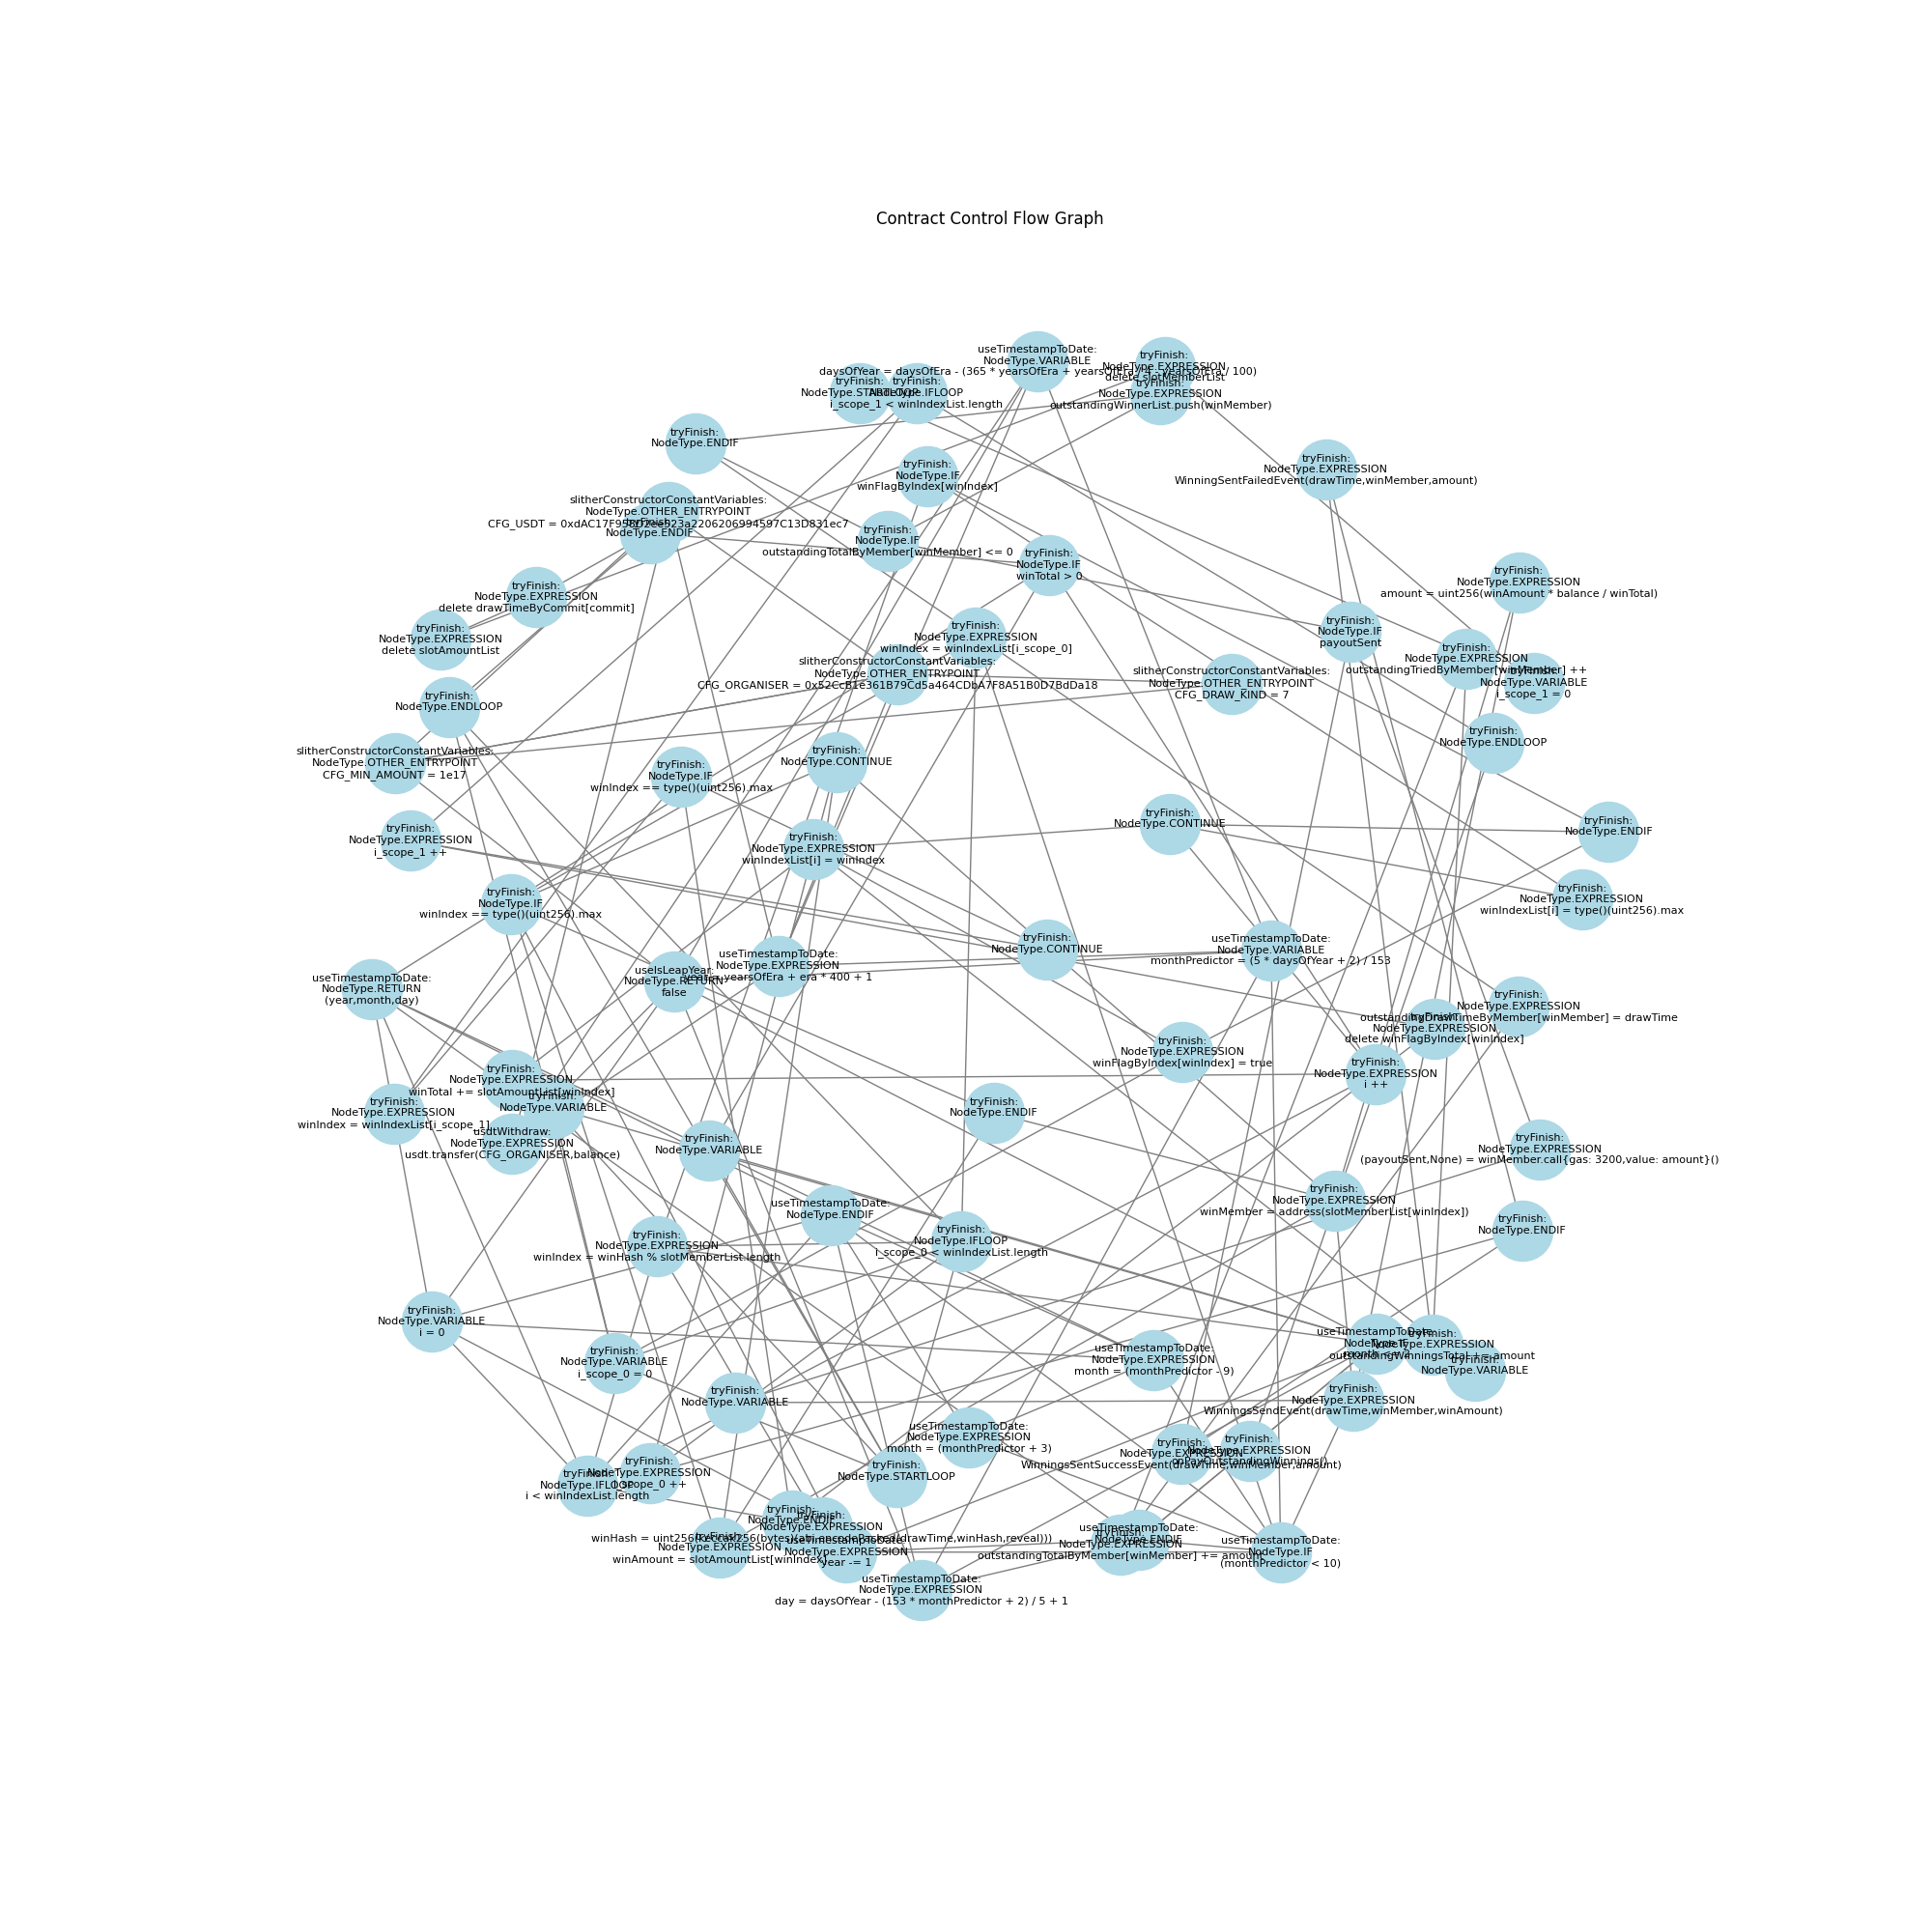 Contract Control Flow Graph
useTimestampToDate:
NodeType.VARIABLE
daysOfYear = daysOfEra - (365 * yearsOfEra + yearsOfEra / 4 - yearsOfEra / 100)
tryFinish:
NodeType.EXPRESSION
delete slotMemberList
tryFinish:
NodeType.STARTLOOP
tryFinish:
NodeType.IFLOOP
i_scope_1 < winIndexList.length
tryFinish:
NodeType.EXPRESSION
outstandingWinnerList.push(winMember)
tryFinish:
NodeType.ENDIF
tryFinish:
NodeType.IF
winFlagByIndex[winIndex]
tryFinish:
NodeType.EXPRESSION
WinningSentFailedEvent(drawTime,winMember,amount)
slitherConstructorConstantVariables:
NodeType.OTHER_ENTRYPOINT
tryFinish:
NodeType.ENDIF
tryFinish:
NodeType.IF
outstandingTotalByMember[winMember] <= 0
tryFinish:
NodeType.IF
winTotal > 0
tryFinish:
NodeType.EXPRESSION
amount = uint256(winAmount * balance / winTotal)
tryFinish:
NodeType.EXPRESSION
delete drawTimeByCommit[commit]
tryFinish:
NodeType.EXPRESSION
delete slotAmountList
tryFinish:
NodeType.EXPRESSION
winIndex = winIndexList[i_scope_0]
tryFinish:
NodeType.IF
payoutSent
tryFinish:
NodeType.EXPRESSION
outstandingTriedByMember[winMember] ++
tryFinish:
NodeType.VARIABLE
i_scope_1 = 0
slitherConstructorConstantVariables:
NodeType.OTHER_ENTRYPOINT
CFG_ORGANISER = 0x52CcB1e361B79Cd5a464CDbA7F8A51B0D7BdDa18
slitherConstructorConstantVariables:
NodeType.OTHER_ENTRYPOINT
CFG_DRAW_KIND = 7
tryFinish:
NodeType.ENDLOOP
tryFinish:
NodeType.ENDLOOP
slitherConstructorConstantVariables:
NodeType.OTHER_ENTRYPOINT
CFG_MIN_AMOUNT = 1e17
tryFinish:
NodeType.IF
winIndex == type()(uint256).max
tryFinish:
NodeType.CONTINUE
tryFinish:
NodeType.EXPRESSION
i_scope_1 ++
tryFinish:
NodeType.EXPRESSION
winIndexList[i] = winIndex
tryFinish:
NodeType.CONTINUE
tryFinish:
NodeType.ENDIF
tryFinish:
NodeType.IF
winIndex == type()(uint256).max
tryFinish:
NodeType.EXPRESSION
winIndexList[i] = type()(uint256).max
tryFinish:
NodeType.CONTINUE
useTimestampToDate:
NodeType.VARIABLE
monthPredictor = (5 * daysOfYear + 2) / 153
useTimestampToDate:
NodeType.EXPRESSION
year = yearsOfEra + era * 400 + 1
useIsLeapYear:
NodeType.RETURN
false
useTimestampToDate:
NodeType.RETURN
(year,month,day)
tryFinish:
NodeType.EXPRESSION
outstandingDrawTimeByMember[winMember] = drawTime
tryFinish:
NodeType.EXPRESSION
delete winFlagByIndex[winIndex]
tryFinish:
NodeType.EXPRESSION
winFlagByIndex[winIndex] = true
tryFinish:
NodeType.EXPRESSION
i ++
tryFinish:
NodeType.EXPRESSION
winTotal += slotAmountList[winIndex]
tryFinish:
NodeType.VARIABLE
tryFinish:
NodeType.EXPRESSION
winIndex = winIndexList[i_scope_1]
usdtWithdraw:
NodeType.EXPRESSION
usdt.transfer(CFG_ORGANISER,balance)
tryFinish:
NodeType.ENDIF
tryFinish:
NodeType.VARIABLE
tryFinish:
NodeType.EXPRESSION
(payoutSent,None) = winMember.call{gas: 3200,value: amount}()
tryFinish:
NodeType.EXPRESSION
winMember = address(slotMemberList[winIndex])
useTimestampToDate:
NodeType.ENDIF
tryFinish:
NodeType.ENDIF
tryFinish:
NodeType.EXPRESSION
winIndex = winHash % slotMemberList.length
tryFinish:
NodeType.IFLOOP
i_scope_0 < winIndexList.length
tryFinish:
NodeType.VARIABLE
i = 0
useTimestampToDate:
NodeType.IF
tryFinish:
NodeType.EXPRESSION
outstandingWinningsTotal += amount
tryFinish:
NodeType.VARIABLE
tryFinish:
NodeType.VARIABLE
i_scope_0 = 0
useTimestampToDate:
NodeType.EXPRESSION
month = (monthPredictor - 9)
tryFinish:
NodeType.VARIABLE
tryFinish:
NodeType.EXPRESSION
WinningsSendEvent(drawTime,winMember,winAmount)
useTimestampToDate:
NodeType.EXPRESSION
month = (monthPredictor + 3)
tryFinish:
NodeType.EXPRESSION
WinningsSentSuccessEvent(drawTime,winMember,amount)
tryFinish:
NodeType.EXPRESSION
onPayOutstandingWinnings()
tryFinish:
NodeType.STARTLOOP
tryFinish:
NodeType.IFLOOP
i < winIndexList.length
tryFinish:
NodeType.EXPRESSION
i_scope_0 ++
tryFinish:
NodeType.ENDIF
tryFinish:
NodeType.EXPRESSION
winHash = uint256(keccak256(bytes)(abi.encodePacked(drawTime,winHash,reveal)))
tryFinish:
NodeType.EXPRESSION
winAmount = slotAmountList[winIndex]
useTimestampToDate:
NodeType.EXPRESSION
year -= 1
useTimestampToDate:
NodeType.ENDIF
tryFinish:
NodeType.EXPRESSION
outstandingTotalByMember[winMember] += amount
useTimestampToDate:
NodeType.IF
(monthPredictor < 10)
useTimestampToDate:
NodeType.EXPRESSION
day = daysOfYear - (153 * monthPredictor + 2) / 5 + 1